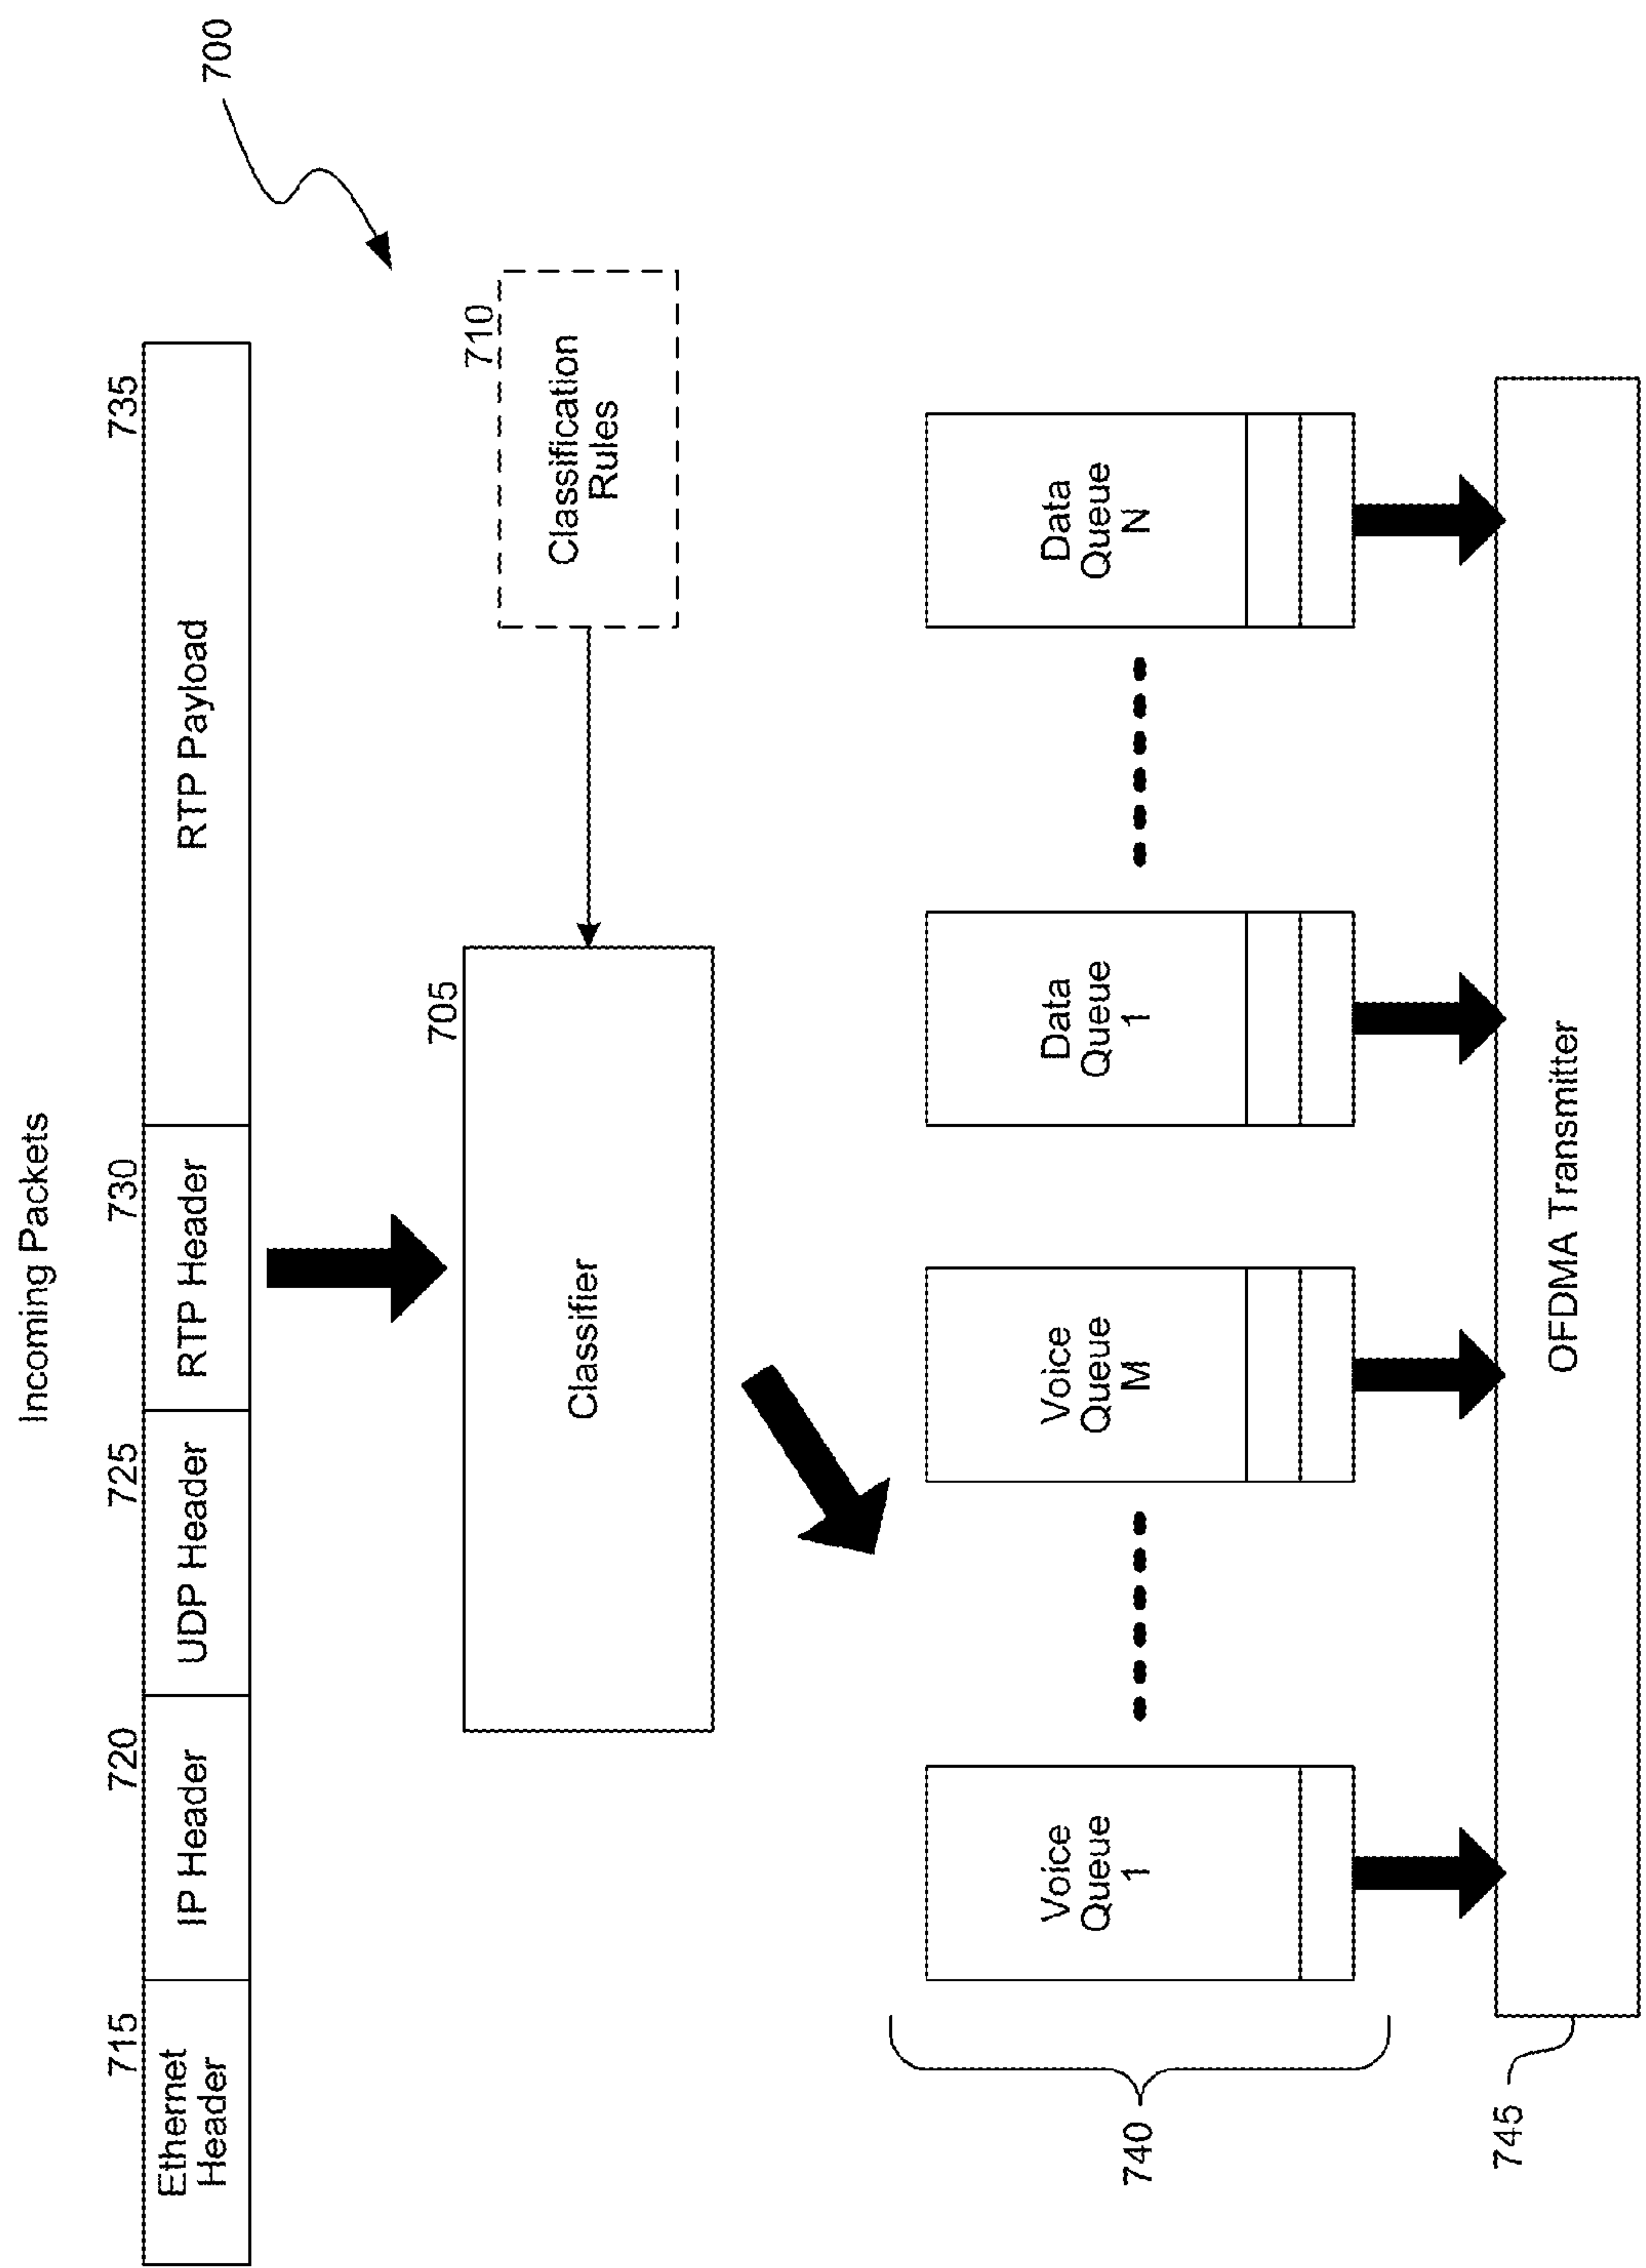 Incoming Packets
700
715
720
725
730
735
Ethernet
Header
IP Header
UDP Header
RTP Header
RTP Payload
705
Classifier
710
Classification
Rules
740
Voice
Queue
1
Voice
Queue
M
Data
Queue
1
Data
Queue
N
745
OFDMA Transmitter